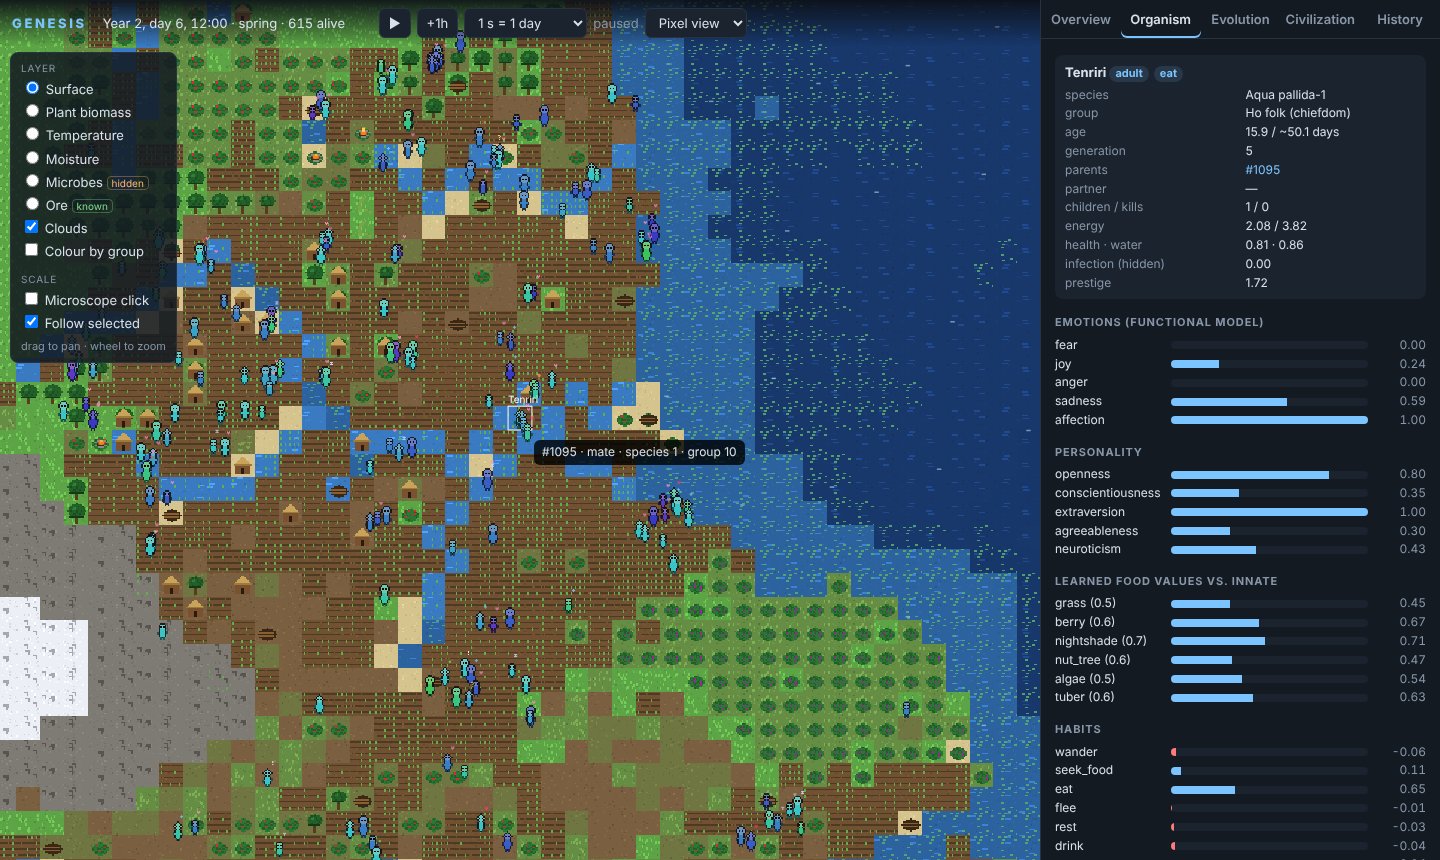 GENESIS Year 2, day 6, 12:00 · spring · 615 alive ▶ +1h 1 s = 1 day paused Pixel view
LAYER
Surface
Plant biomass
Temperature
Moisture
Microbes hidden
Ore known
Clouds
Colour by group
SCALE
Microscope click
Follow selected
drag to pan · wheel to zoom
Tenriri
#1095 · mate · species 1 · group 10
Overview Organism Evolution Civilization History
Tenriri adult eat
species Aqua pallida-1
group Ho folk (chiefdom)
age 15.9 / ~50.1 days
generation 5
parents #1095
partner —
children / kills 1 / 0
energy 2.08 / 3.82
health · water 0.81 · 0.86
infection (hidden) 0.00
prestige 1.72
EMOTIONS (FUNCTIONAL MODEL)
fear 0.00
joy 0.24
anger 0.00
sadness 0.59
affection 1.00
PERSONALITY
openness 0.80
conscientiousness 0.35
extraversion 1.00
agreeableness 0.30
neuroticism 0.43
LEARNED FOOD VALUES VS. INNATE
grass (0.5) 0.45
berry (0.6) 0.67
nightshade (0.7) 0.71
nut_tree (0.6) 0.47
algae (0.5) 0.54
tuber (0.6) 0.63
HABITS
wander -0.06
seek_food 0.11
eat 0.65
flee -0.01
rest -0.03
drink -0.04